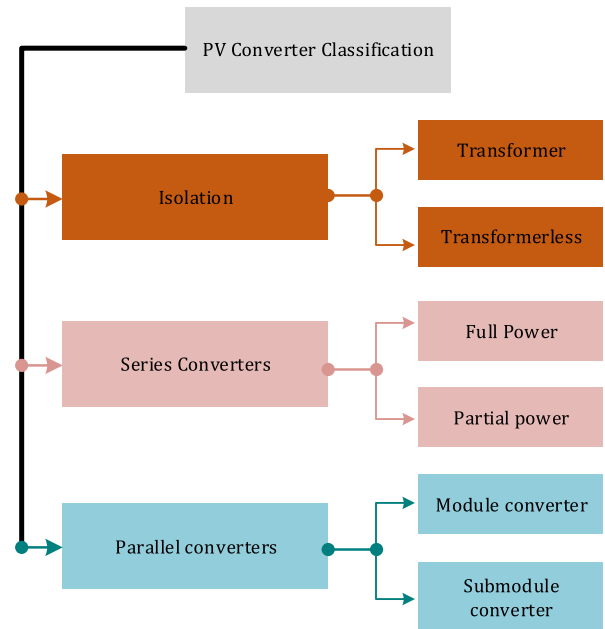 PV Converter Classification
Isolation
Transformer
Transformerless
Series Converters
Full Power
Partial power
Parallel converters
Module converter
Submodule
converter